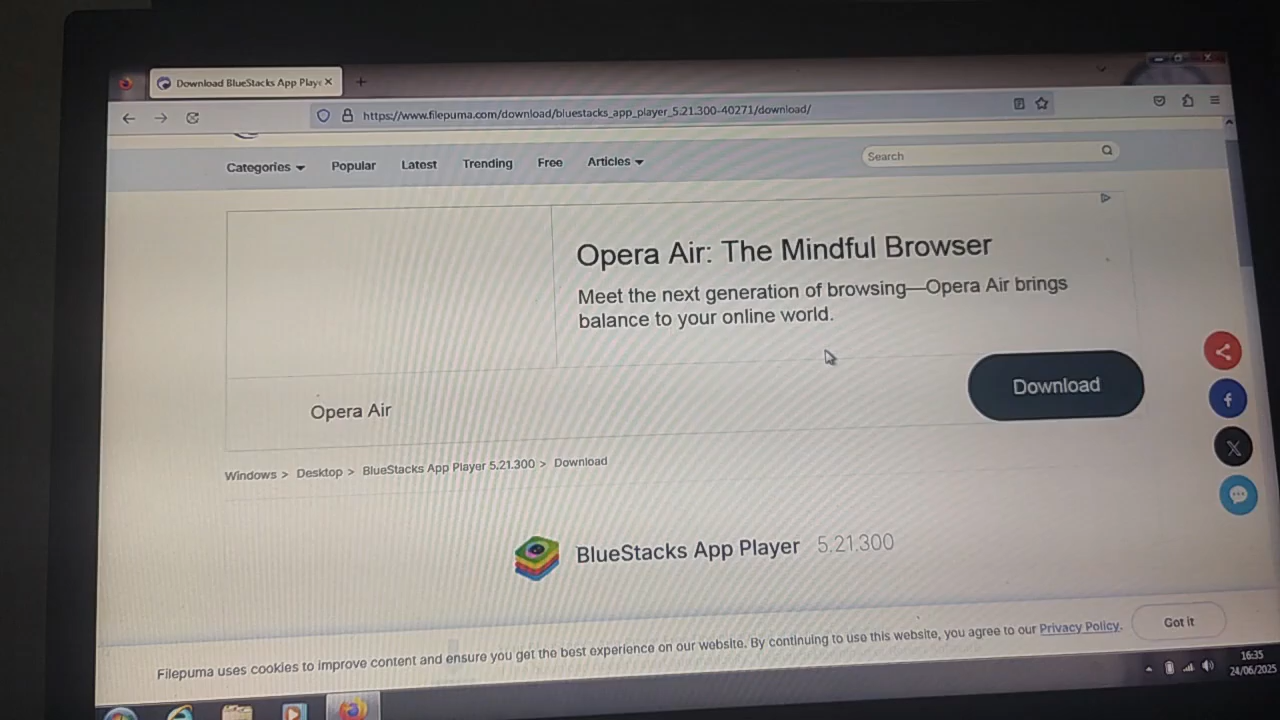 Download BlueStacks App Playe
https://www.filepuma.com/download/bluestacks_app_player_5.21.300-40271/download/
Categories Popular Latest Trending Free Articles Search
Opera Air: The Mindful Browser
Meet the next generation of browsing—Opera Air brings
balance to your online world.
Download
Opera Air
Windows > Desktop > BlueStacks App Player 5.21.300 > Download
BlueStacks App Player 5.21.300
Filepuma uses cookies to improve content and ensure you get the best experience on our website. By continuing to use this website, you agree to our Privacy Policy.
Got it
16:35
24/06/2025